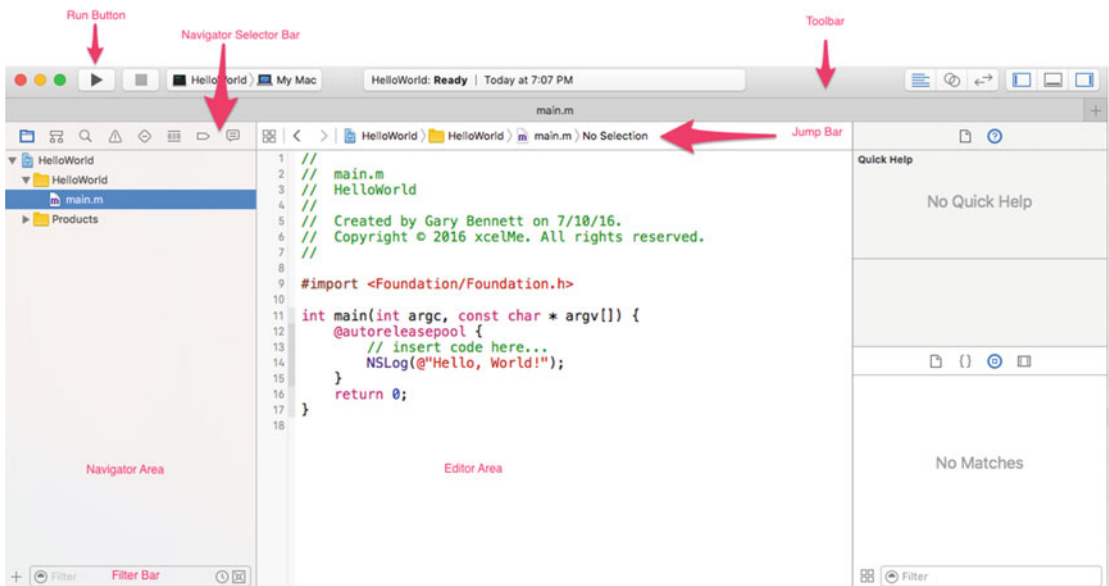 Run Button
Toolbar
Navigator Selector Bar
HelloWorld My Mac
HelloWorld: Ready | Today at 7:07 PM
main.m
HelloWorld HelloWorld main.m No Selection
Jump Bar
HelloWorld
HelloWorld
main.m
Products
1 //
2 // main.m
3 // HelloWorld
4 //
5 // Created by Gary Bennett on 7/10/16.
6 // Copyright © 2016 xcelMe. All rights reserved.
7 //
8
9 #import <Foundation/Foundation.h>
10
11 int main(int argc, const char * argv[]) {
12 @autoreleasepool {
13 // insert code here...
14 NSLog(@"Hello, World!");
15 }
16 return 0;
17 }
18
Quick Help
No Quick Help
No Matches
Navigator Area
Editor Area
Filter
Filter Bar
Filter